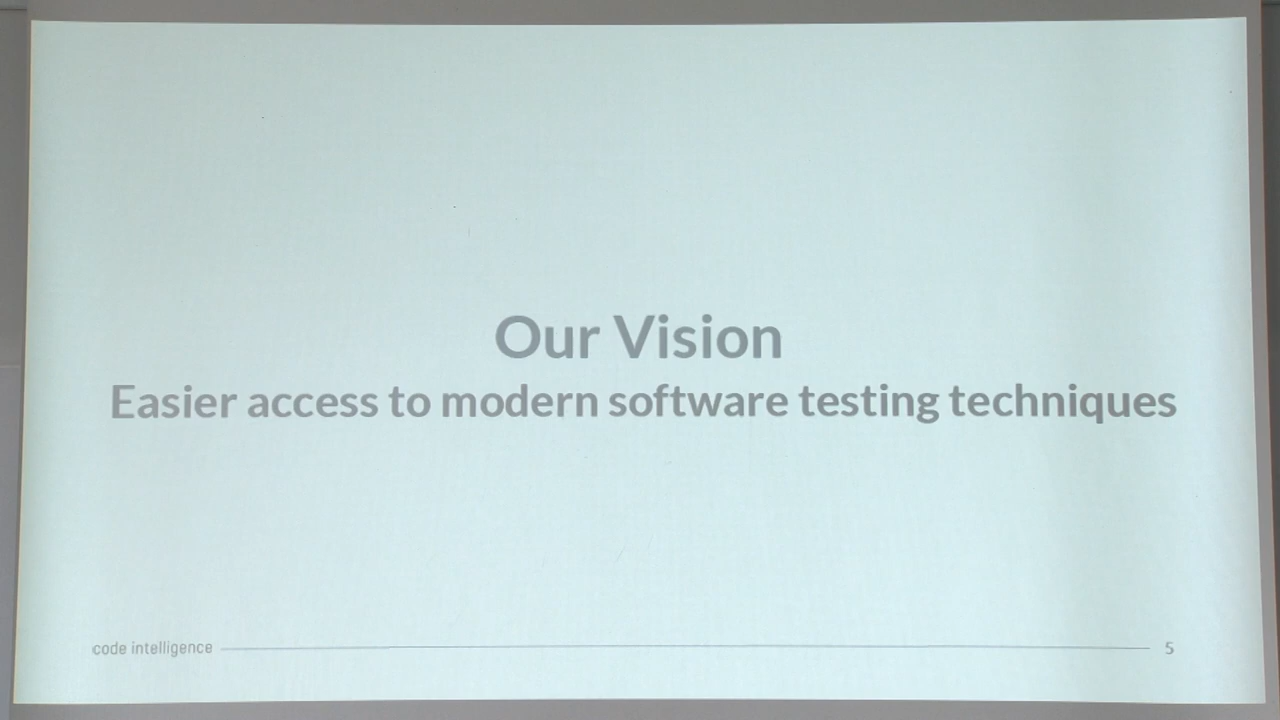 Our Vision
Easier access to modern software testing techniques
code intelligence
5